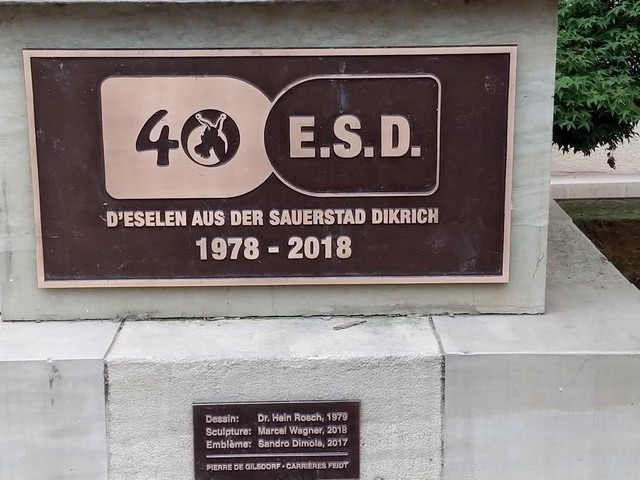 40 E.S.D.
D'ESELEN AUS DER SAUERSTAD DIKRICH
1978 - 2018
Dessin: Dr. Hein Rosch, 1979
Sculpture: Marcel Wagner, 2018
Emblème: Sandro Dimola, 2017
PIERRE DE GILSDORF - CARRIÈRES FEIDT